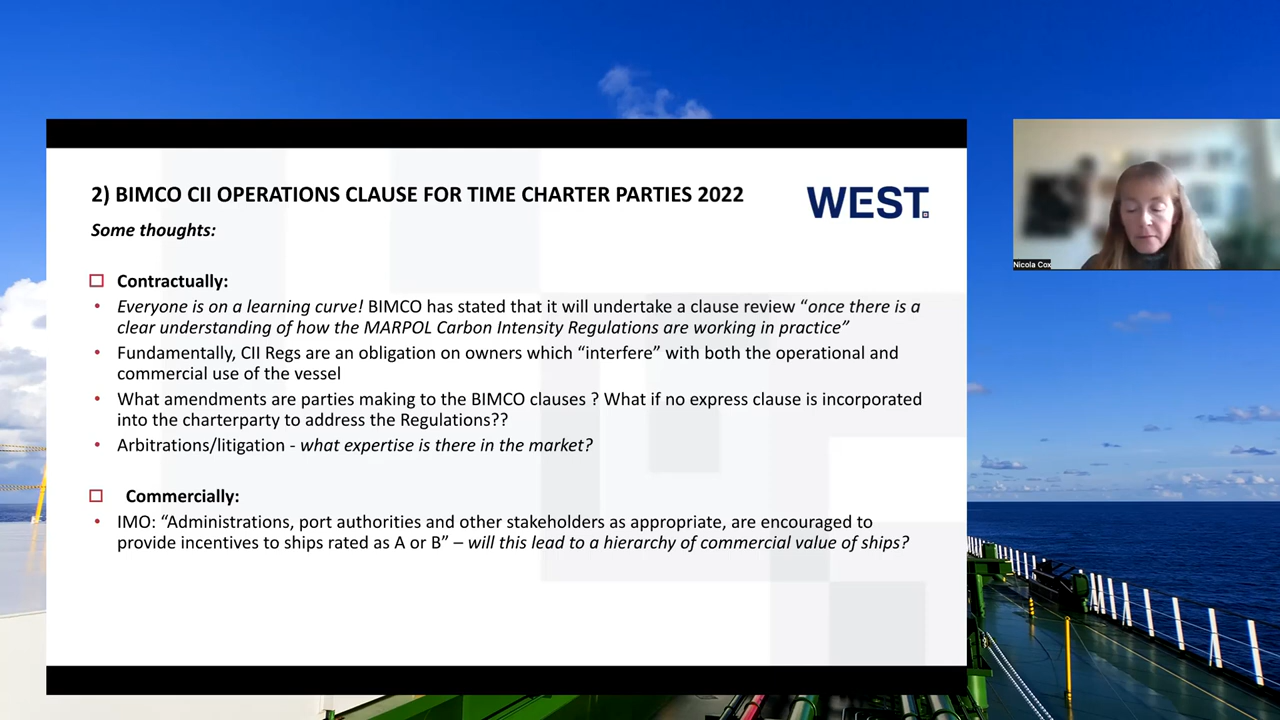 2) BIMCO CII OPERATIONS CLAUSE FOR TIME CHARTER PARTIES 2022
WEST.
Some thoughts:
Contractually:
• Everyone is on a learning curve! BIMCO has stated that it will undertake a clause review “once there is a
clear understanding of how the MARPOL Carbon Intensity Regulations are working in practice”
• Fundamentally, CII Regs are an obligation on owners which “interfere” with both the operational and
commercial use of the vessel
• What amendments are parties making to the BIMCO clauses ? What if no express clause is incorporated
into the charterparty to address the Regulations??
• Arbitrations/litigation - what expertise is there in the market?
Commercially:
• IMO: “Administrations, port authorities and other stakeholders as appropriate, are encouraged to
provide incentives to ships rated as A or B” – will this lead to a hierarchy of commercial value of ships?
Nicola Cox